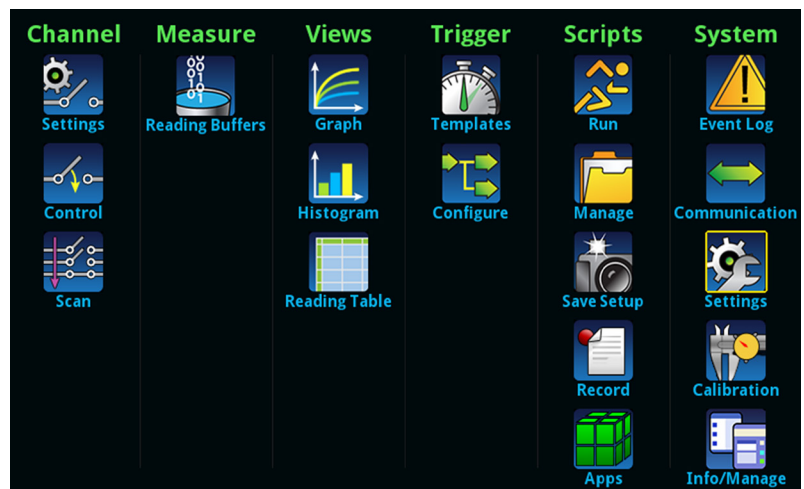 Channel Measure Views Trigger Scripts System
Settings Reading Buffers Graph Templates Run Event Log
Control Histogram Configure Manage Communication
Scan Reading Table Save Setup Settings
Record Calibration
Apps Info/Manage